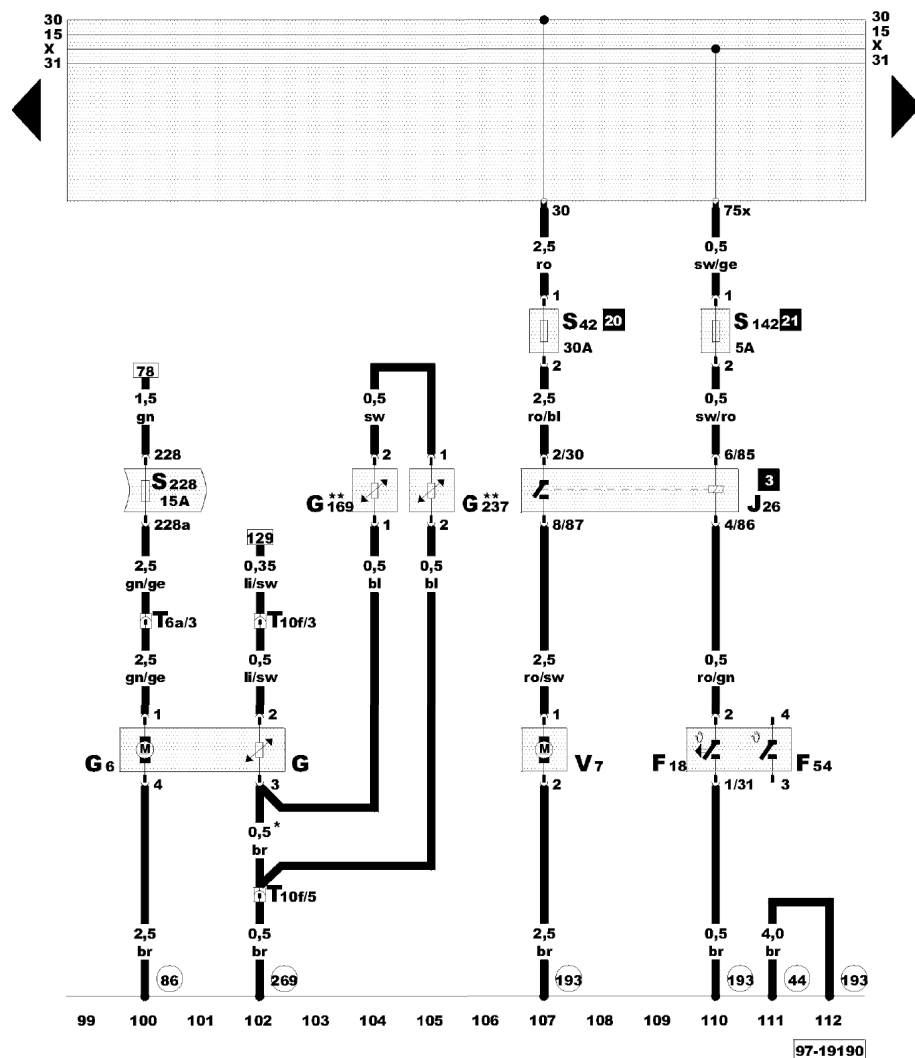 30 30
15 15
X X
31 31
30 75x
2,5 0,5
ro sw/ge
1 1
S42 20 S142 21
30A 5A
2 2
78
1,5 0,5 2,5 0,5
gn sw ro/bl sw/ro
228 2 1 2/30 6/85
S228 3
15A G169** G237** J26
228a 1 2 8/87 4/86
129
2,5 0,35 0,5 0,5
gn/ge li/sw bl bl
T6a/3 T10f/3
2,5 0,5 2,5 0,5
gn/ge li/sw ro/sw ro/gn
1 2 1 2 4
M M
G6 G V7 F18 F54
4 3 2 1/31 3
0,5*
br
T10f/5
2,5 0,5 2,5 0,5 4,0
br br br br br
86 269 193 193 44 193
99 100 101 102 103 104 105 106 107 108 109 110 111 112
97-19190